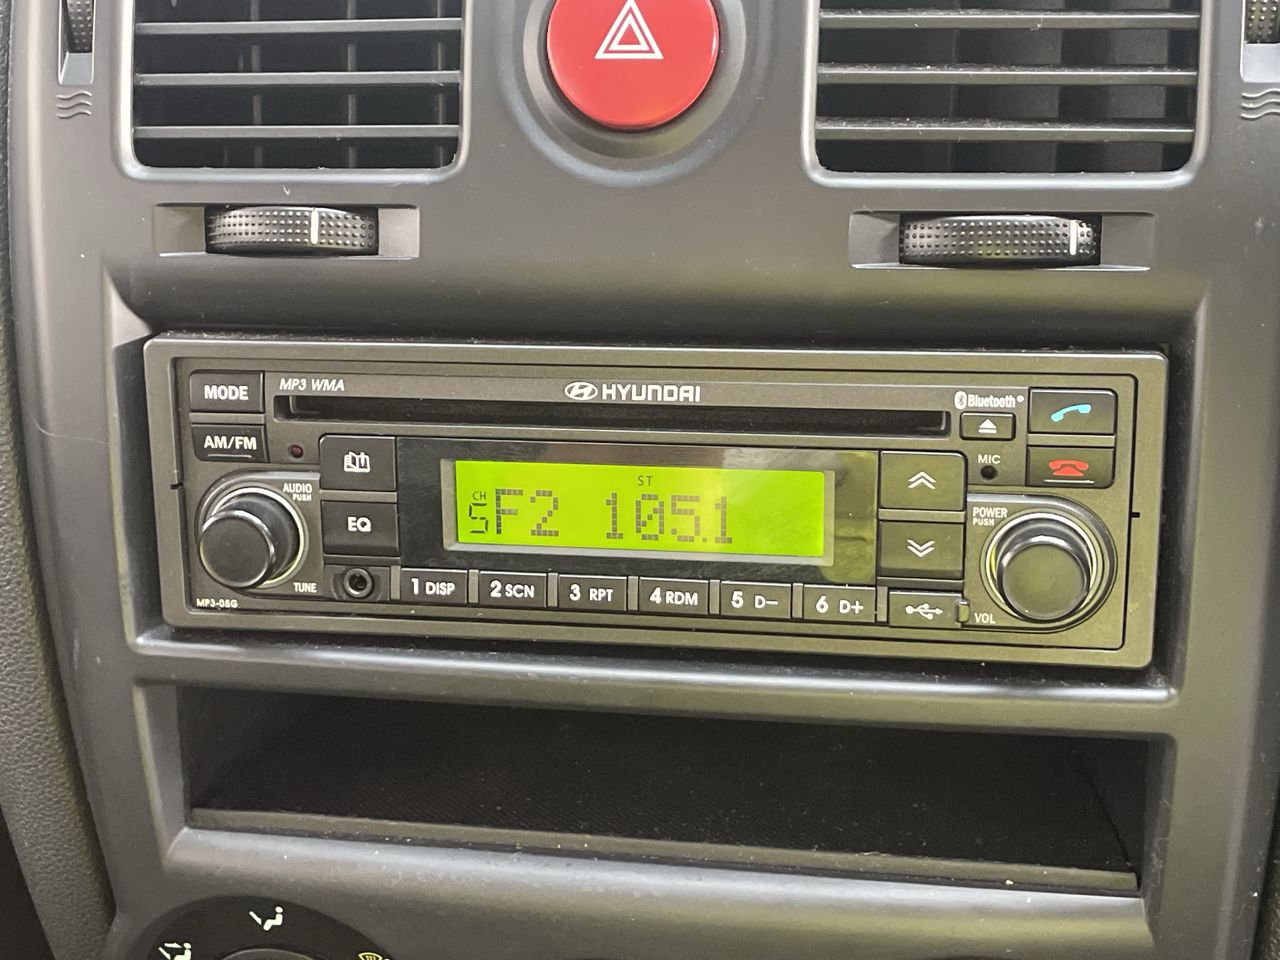 MODE
MP3 WMA
HYUNDAI
Bluetooth®
AM/FM
MIC
AUDIO
PUSH
EQ
ST
CH
5 F2 105.1
POWER
PUSH
TUNE
MP3-05G
1 DISP
2 SCN
3 RPT
4 RDM
5 D−
6 D+
VOL